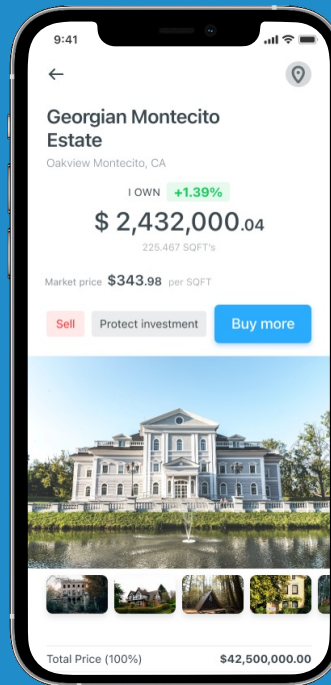 9:41
Georgian Montecito
Estate
Oakview Montecito, CA
I OWN +1.39%
$ 2,432,000.04
225.467 SQFT's
Market price $343.98 per SQFT
Sell Protect investment Buy more
Total Price (100%) $42,500,000.00